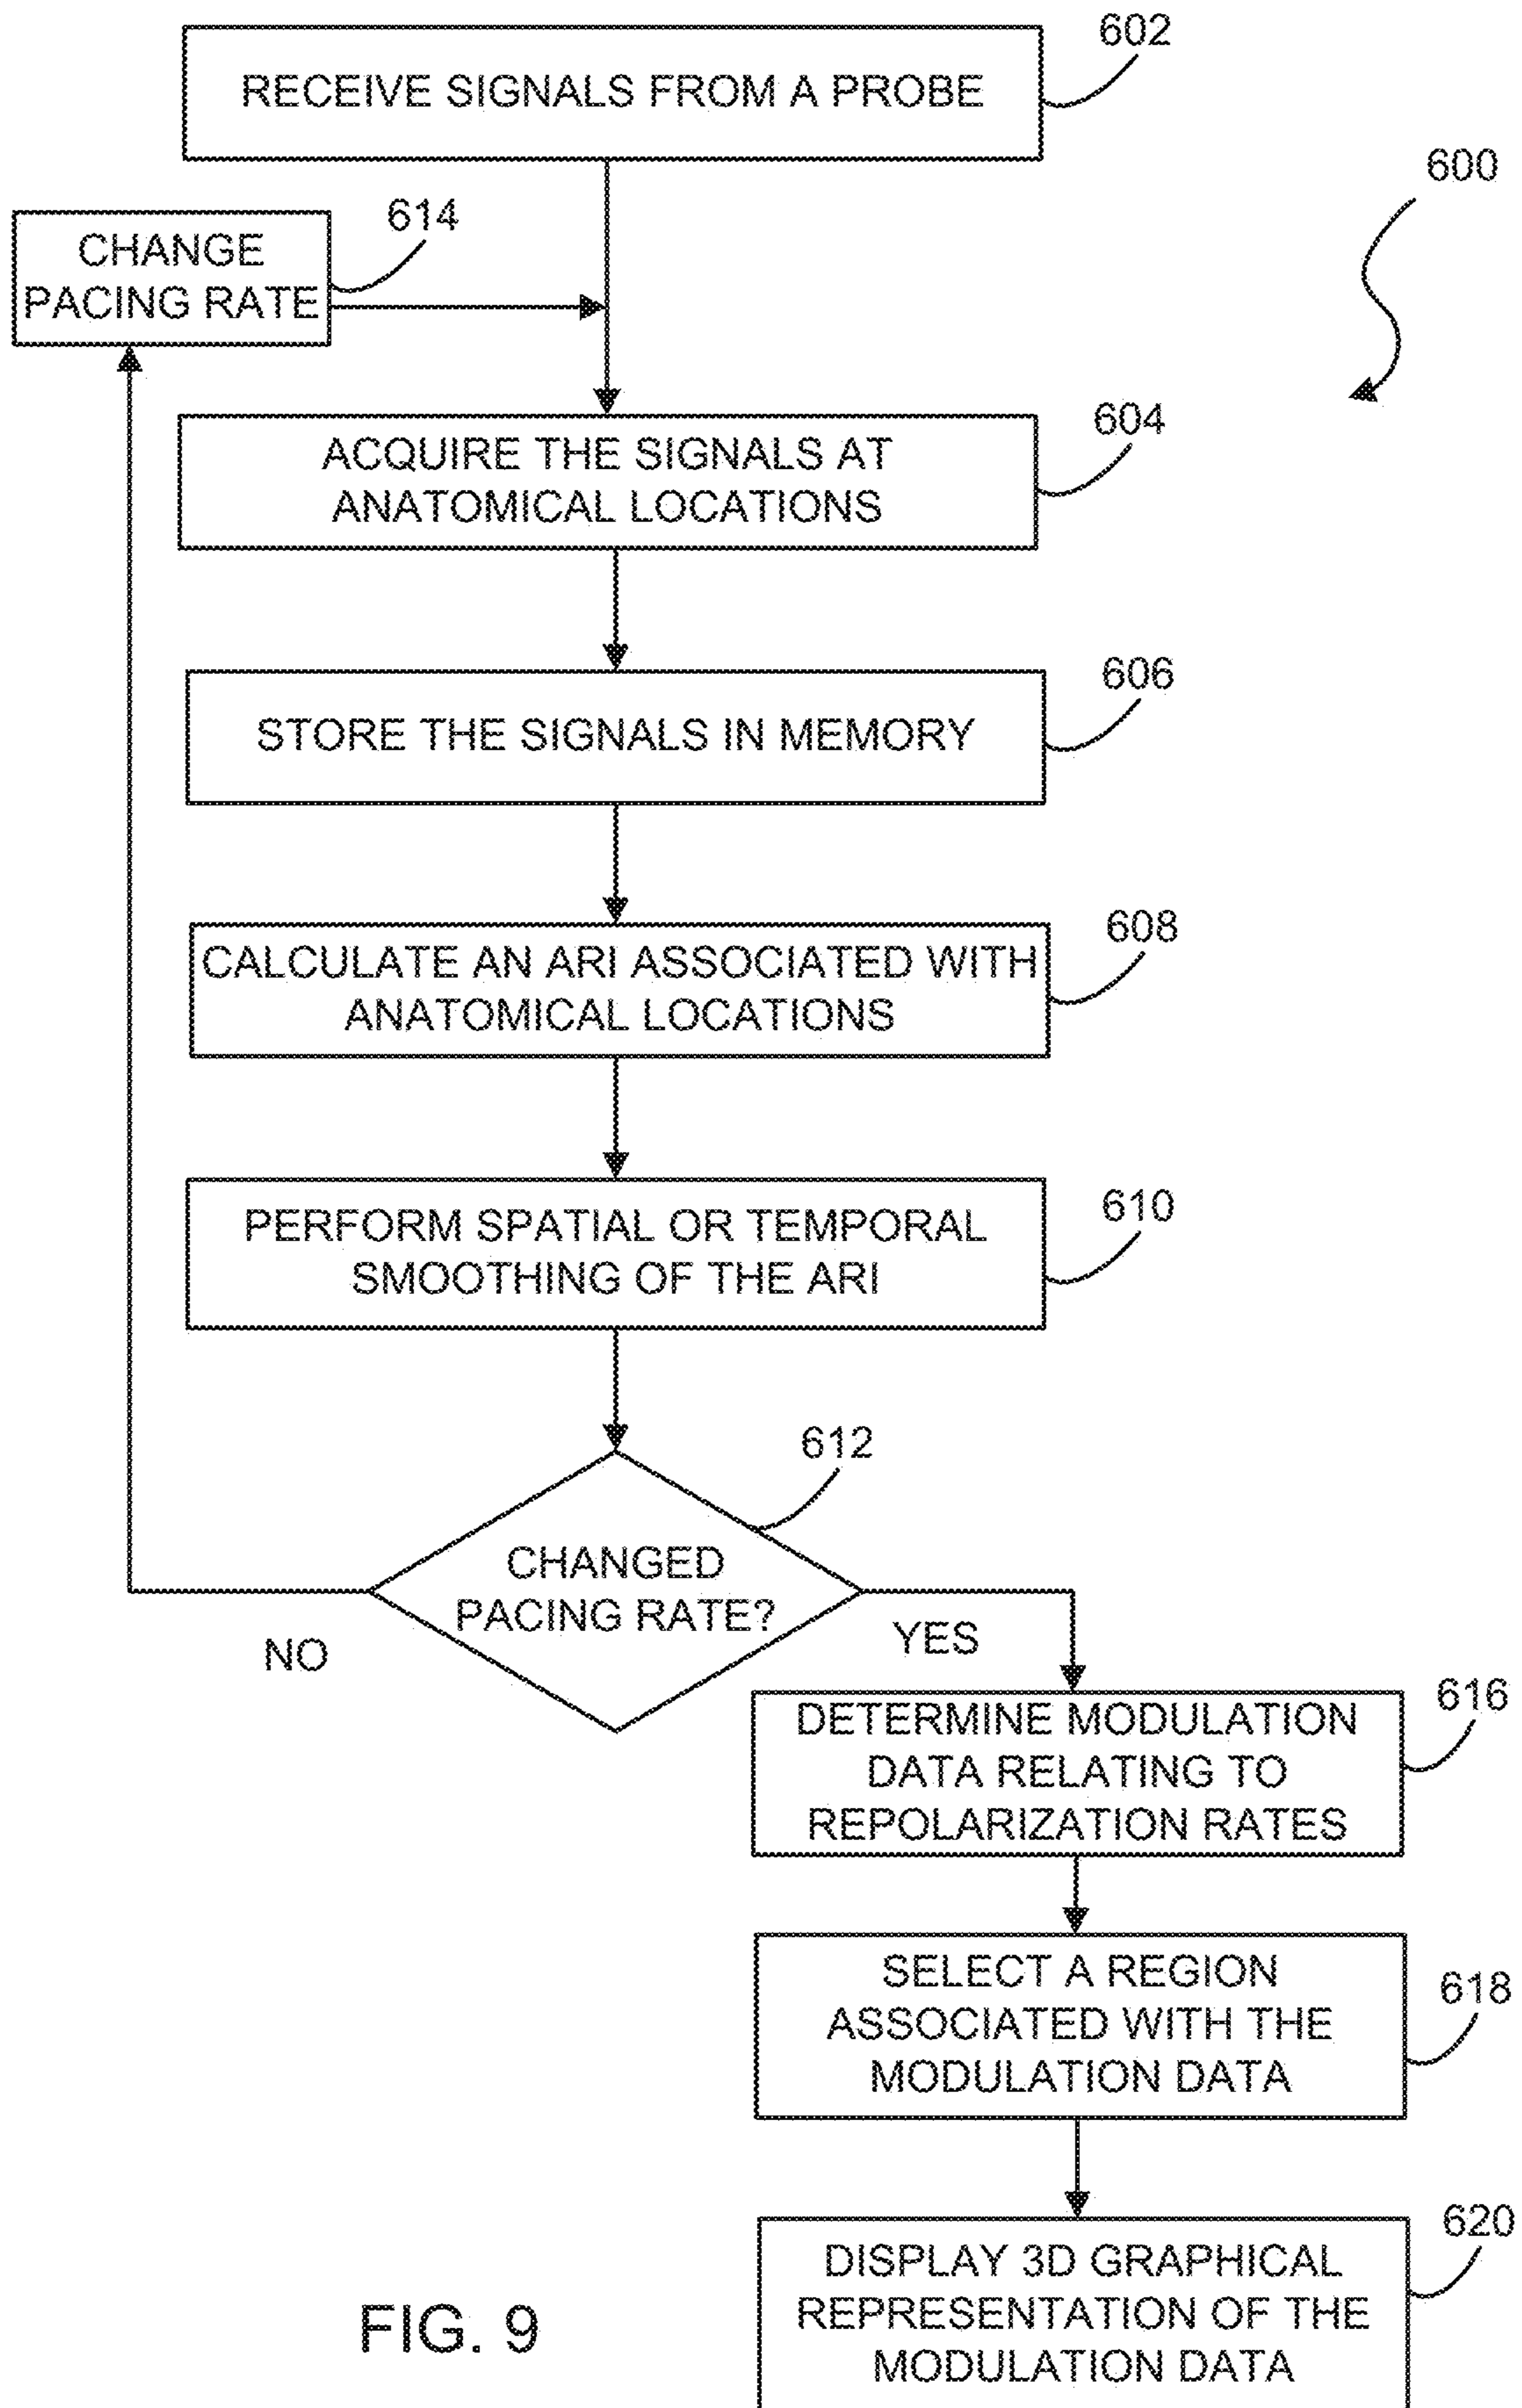 602
RECEIVE SIGNALS FROM A PROBE
600
614
CHANGE
PACING RATE
604
ACQUIRE THE SIGNALS AT
ANATOMICAL LOCATIONS
606
STORE THE SIGNALS IN MEMORY
608
CALCULATE AN ARI ASSOCIATED WITH
ANATOMICAL LOCATIONS
610
PERFORM SPATIAL OR TEMPORAL
SMOOTHING OF THE ARI
612
CHANGED
PACING RATE?
NO
YES
616
DETERMINE MODULATION
DATA RELATING TO
REPOLARIZATION RATES
618
SELECT A REGION
ASSOCIATED WITH THE
MODULATION DATA
620
DISPLAY 3D GRAPHICAL
REPRESENTATION OF THE
MODULATION DATA
FIG. 9